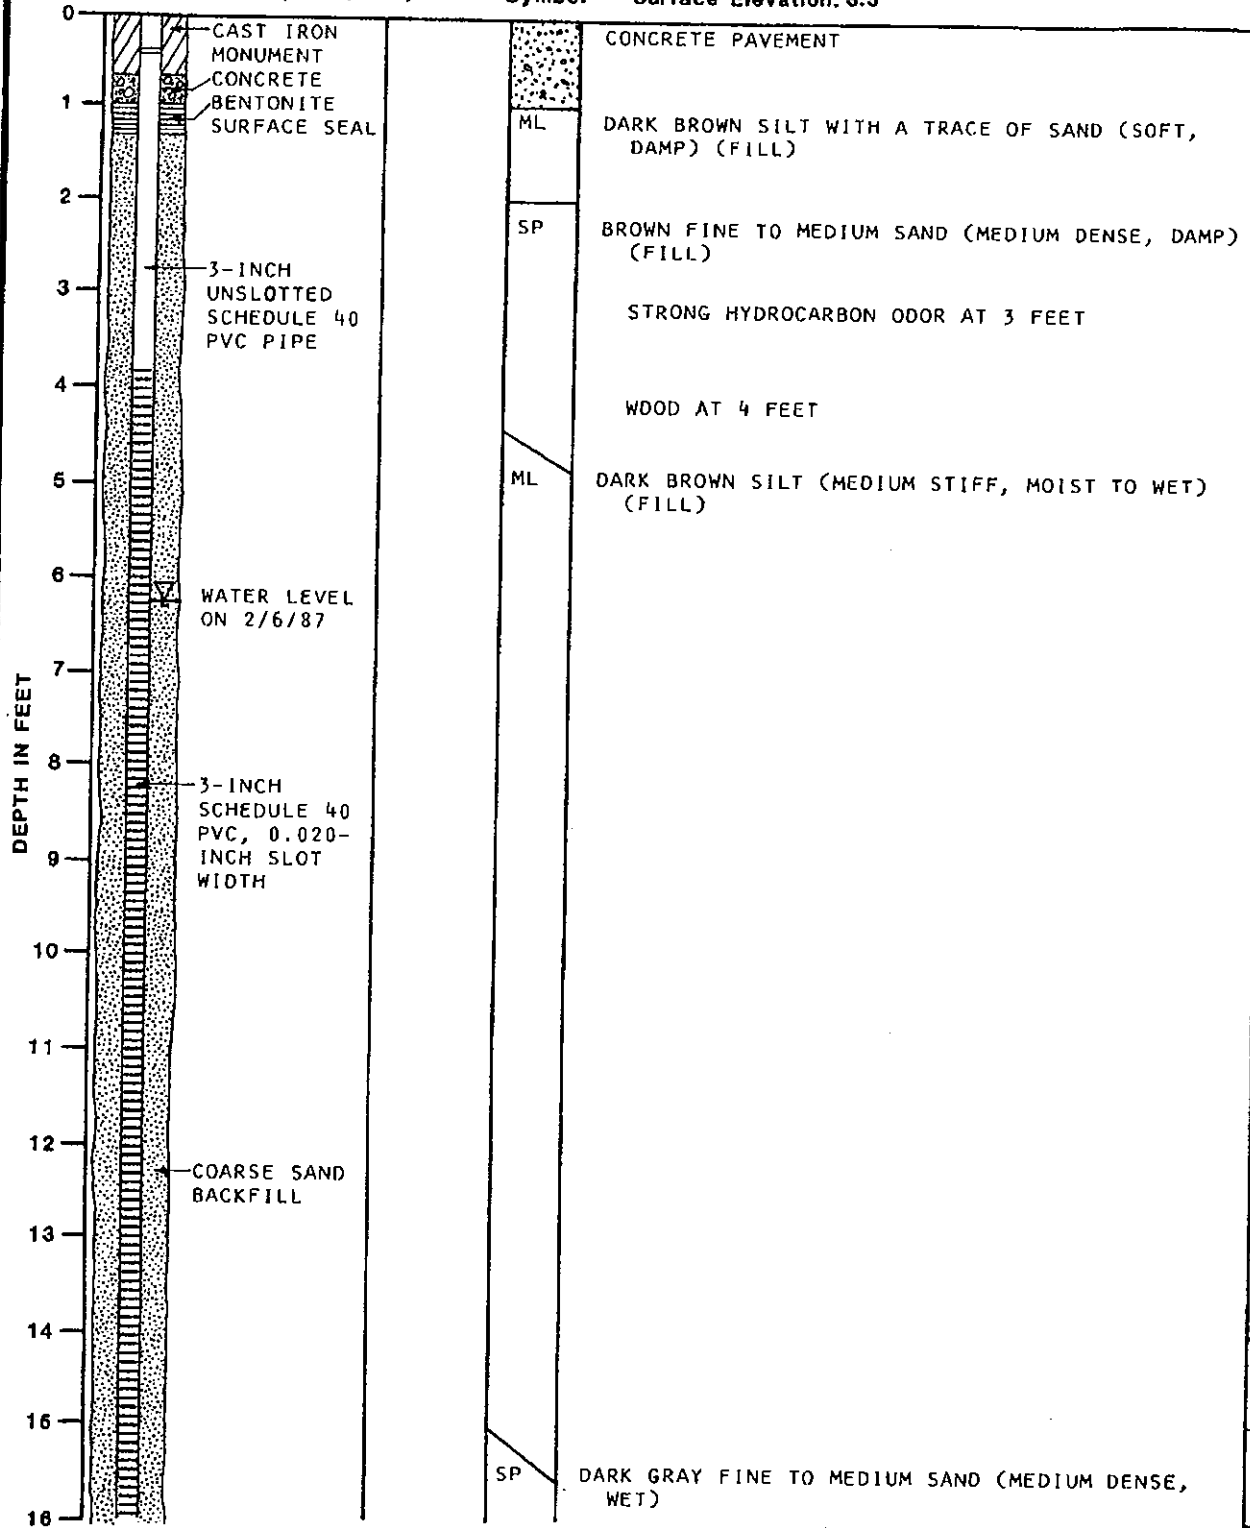 Surface Elevation: 6.5
0
CAST IRON
MONUMENT
CONCRETE
BENTONITE
SURFACE SEAL
CONCRETE PAVEMENT
1
ML
DARK BROWN SILT WITH A TRACE OF SAND (SOFT,
DAMP) (FILL)
2
SP
BROWN FINE TO MEDIUM SAND (MEDIUM DENSE, DAMP)
(FILL)
3-INCH
UNSLOTTED
SCHEDULE 40
PVC PIPE
3
STRONG HYDROCARBON ODOR AT 3 FEET
4
WOOD AT 4 FEET
5
ML
DARK BROWN SILT (MEDIUM STIFF, MOIST TO WET)
(FILL)
6
WATER LEVEL
ON 2/6/87
7
DEPTH IN FEET
8
3-INCH
SCHEDULE 40
PVC, 0.020-
INCH SLOT
WIDTH
9
10
11
12
COARSE SAND
BACKFILL
13
14
15
SP
DARK GRAY FINE TO MEDIUM SAND (MEDIUM DENSE,
WET)
16